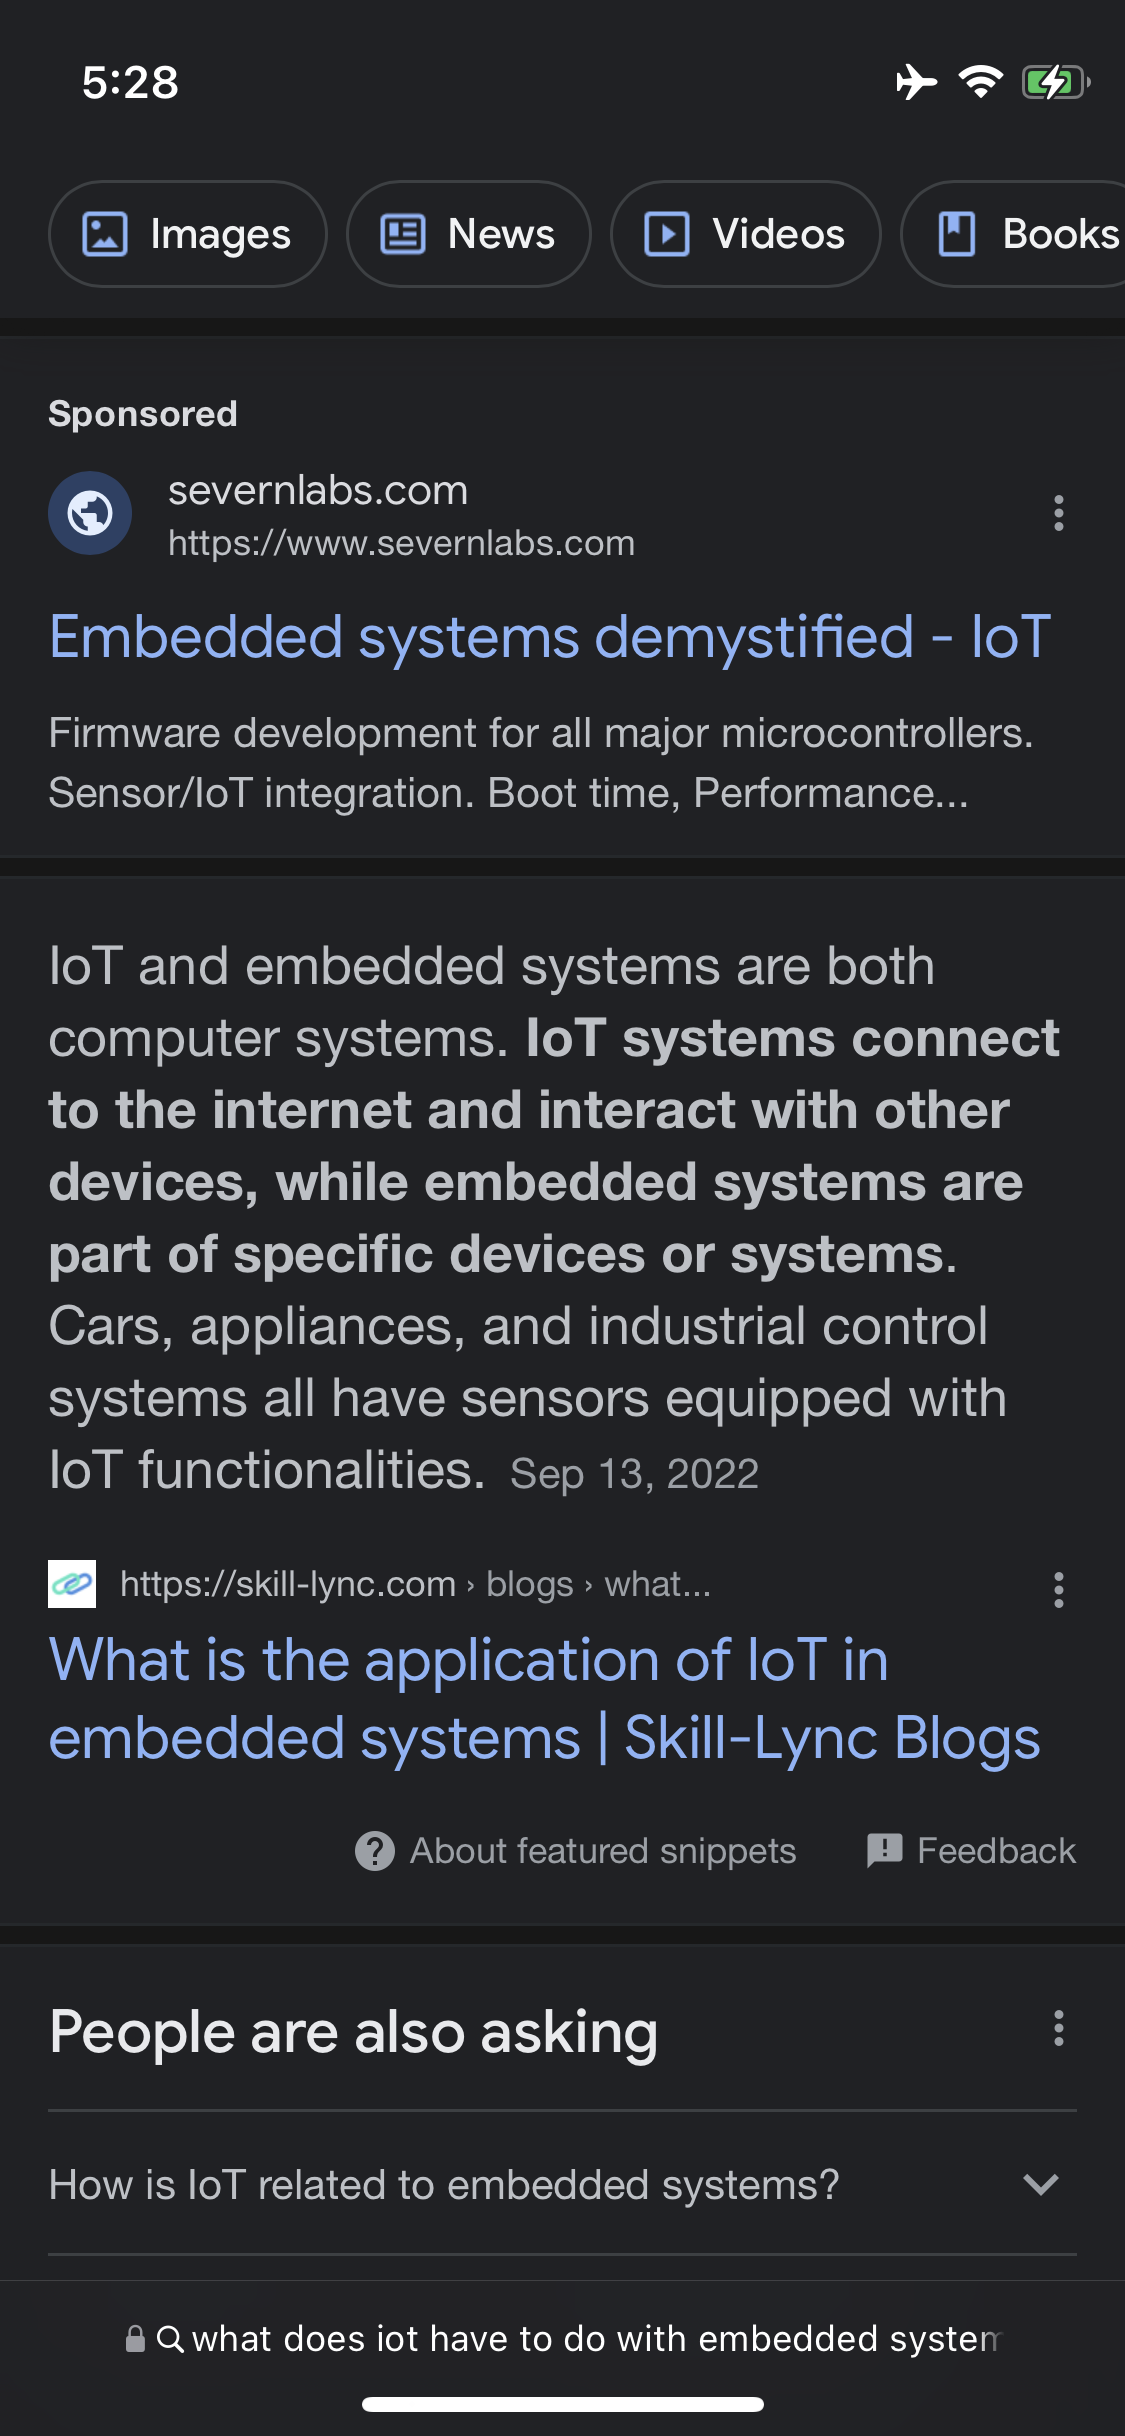 5:28
Images News Videos Books
Sponsored
severnlabs.com
https://www.severnlabs.com
Embedded systems demystified - IoT
Firmware development for all major microcontrollers.
Sensor/IoT integration. Boot time, Performance...
IoT and embedded systems are both
computer systems. IoT systems connect
to the internet and interact with other
devices, while embedded systems are
part of specific devices or systems.
Cars, appliances, and industrial control
systems all have sensors equipped with
IoT functionalities. Sep 13, 2022
https://skill-lync.com › blogs › what...
What is the application of IoT in
embedded systems | Skill-Lync Blogs
About featured snippets Feedback
People are also asking
How is IoT related to embedded systems?
what does iot have to do with embedded system